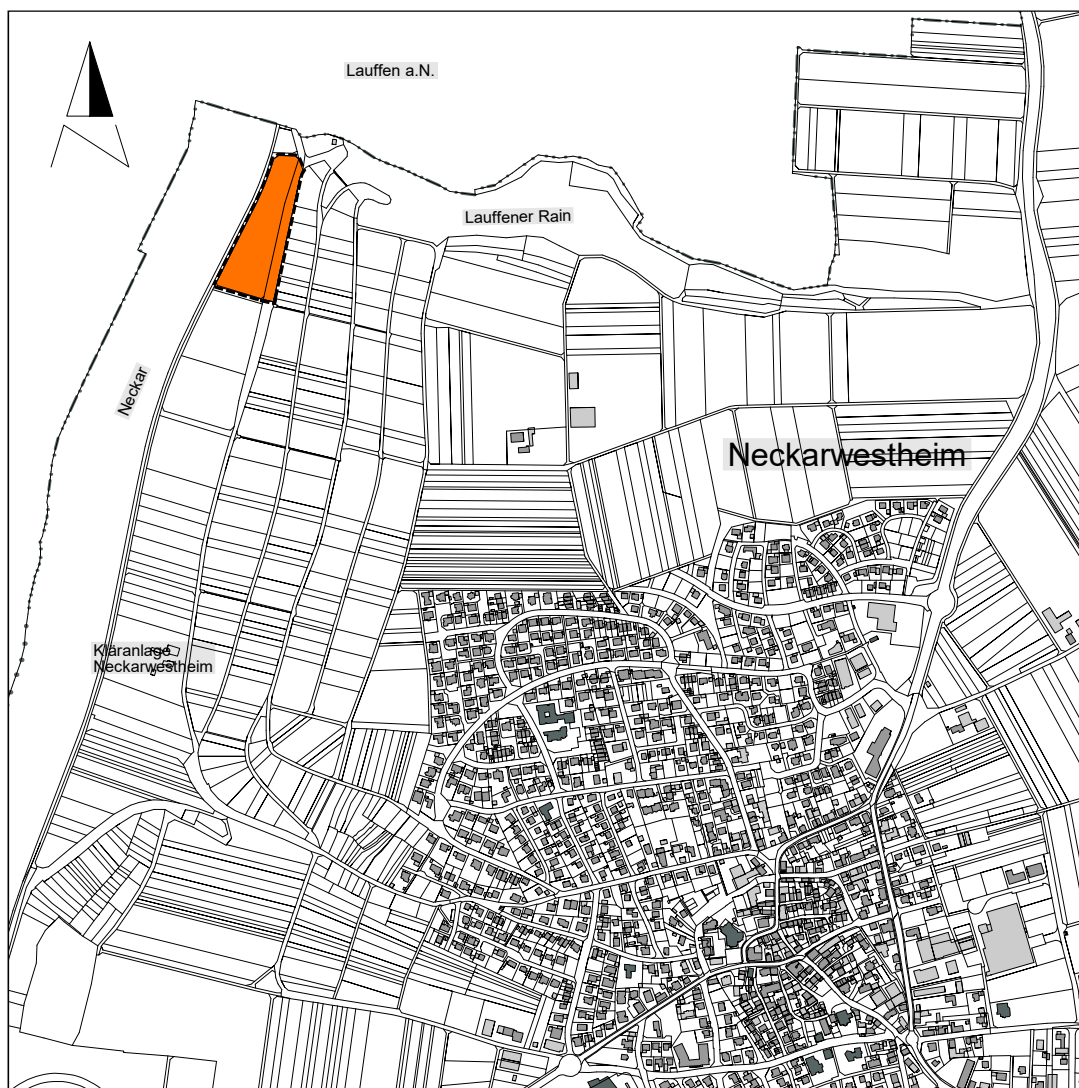 Lauffen a.N.
Lauffener Rain
Neckar
Neckarwestheim
Kläranlage
Neckarwestheim